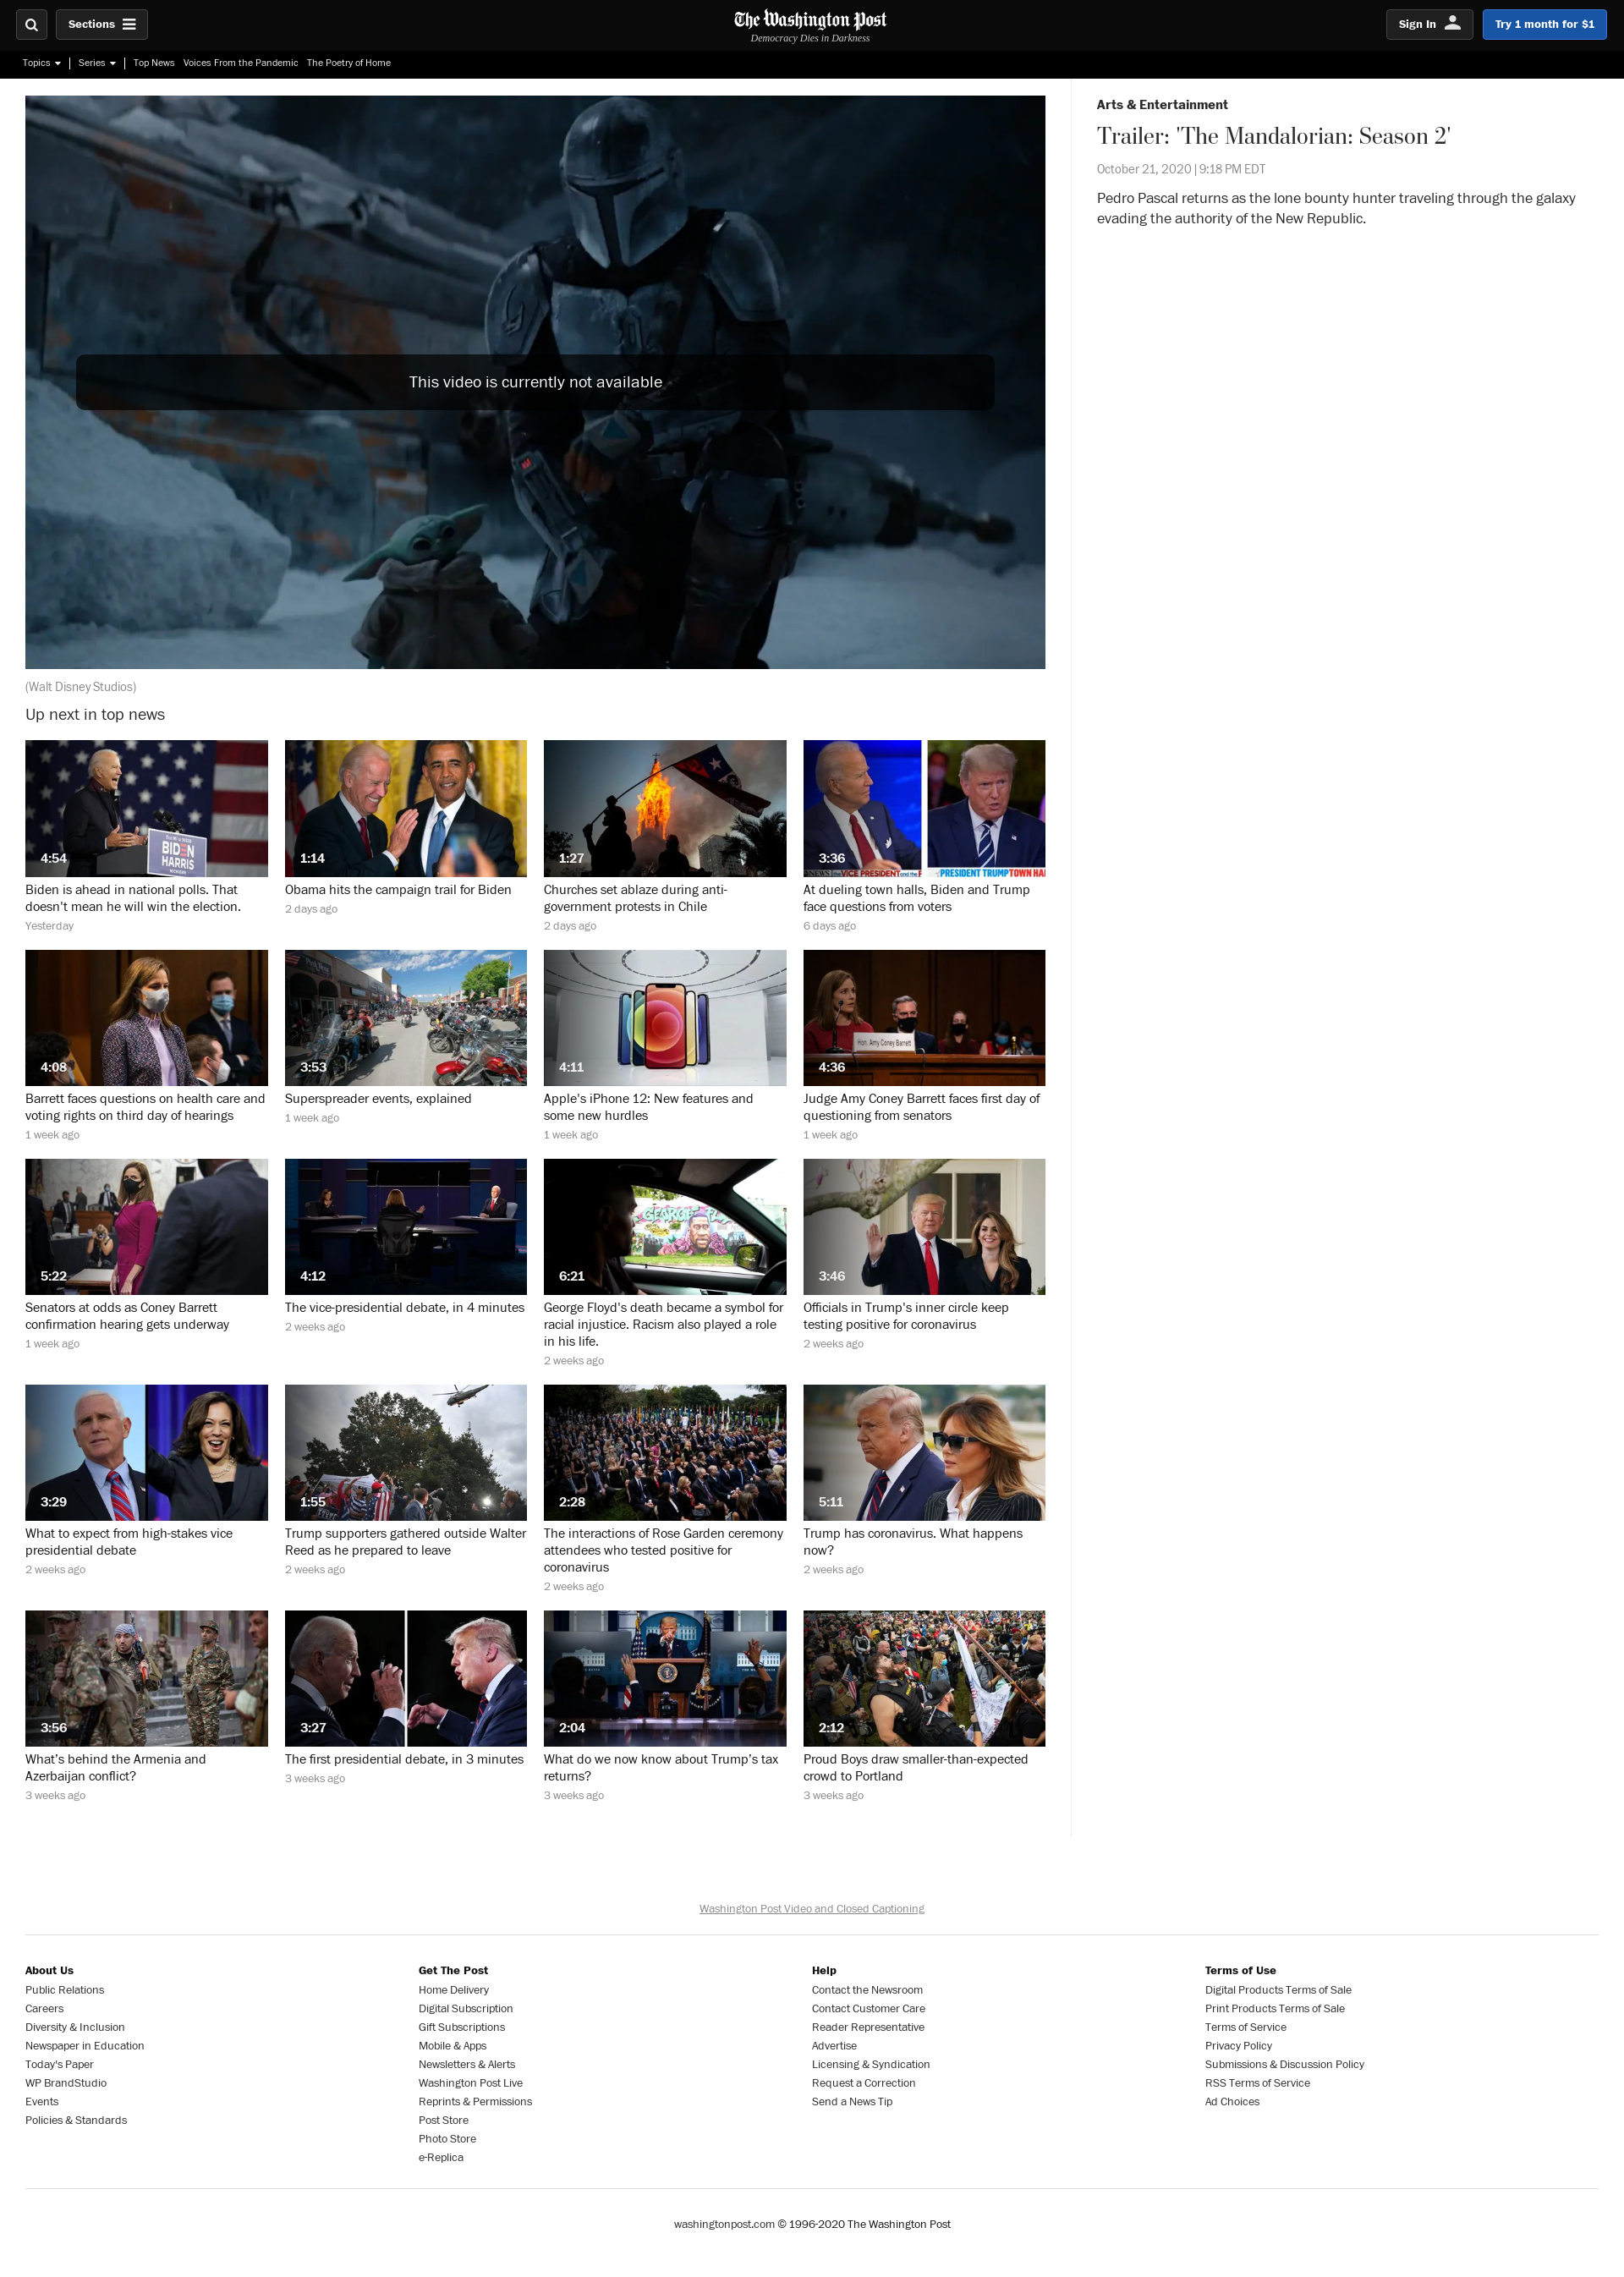 Sections
The Washington Post
Democracy Dies in Darkness
Sign In
Try 1 month for $1
Topics
Series
Top News
Voices From the Pandemic
The Poetry of Home
This video is currently not available
(Walt Disney Studios)
Arts & Entertainment
Trailer: 'The Mandalorian: Season 2'
October 21, 2020 | 9:18 PM EDT
Pedro Pascal returns as the lone bounty hunter traveling through the galaxy
evading the authority of the New Republic.
Up next in top news
BIDEN
HARRIS
4:54
Biden is ahead in national polls. That
doesn't mean he will win the election.
Yesterday
1:14
Obama hits the campaign trail for Biden
2 days ago
1:27
Churches set ablaze during anti-
government protests in Chile
2 days ago
3:36
VICE PRESIDENT and the
PRESIDENT TRUMP TOWN HA
At dueling town halls, Biden and Trump
face questions from voters
6 days ago
4:08
Barrett faces questions on health care and
voting rights on third day of hearings
1 week ago
3:53
Superspreader events, explained
1 week ago
4:11
Apple's iPhone 12: New features and
some new hurdles
1 week ago
Hon. Amy Coney Barrett
4:36
Judge Amy Coney Barrett faces first day of
questioning from senators
1 week ago
5:22
Senators at odds as Coney Barrett
confirmation hearing gets underway
1 week ago
4:12
The vice-presidential debate, in 4 minutes
2 weeks ago
6:21
George Floyd's death became a symbol for
racial injustice. Racism also played a role
in his life.
2 weeks ago
3:46
Officials in Trump's inner circle keep
testing positive for coronavirus
2 weeks ago
3:29
What to expect from high-stakes vice
presidential debate
2 weeks ago
1:55
Trump supporters gathered outside Walter
Reed as he prepared to leave
2 weeks ago
2:28
The interactions of Rose Garden ceremony
attendees who tested positive for
coronavirus
2 weeks ago
5:11
Trump has coronavirus. What happens
now?
2 weeks ago
3:56
What’s behind the Armenia and
Azerbaijan conflict?
3 weeks ago
3:27
The first presidential debate, in 3 minutes
3 weeks ago
2:04
What do we now know about Trump’s tax
returns?
3 weeks ago
2:12
Proud Boys draw smaller-than-expected
crowd to Portland
3 weeks ago
Washington Post Video and Closed Captioning
About Us
Public Relations
Careers
Diversity & Inclusion
Newspaper in Education
Today's Paper
WP BrandStudio
Events
Policies & Standards
Get The Post
Home Delivery
Digital Subscription
Gift Subscriptions
Mobile & Apps
Newsletters & Alerts
Washington Post Live
Reprints & Permissions
Post Store
Photo Store
e-Replica
Help
Contact the Newsroom
Contact Customer Care
Reader Representative
Advertise
Licensing & Syndication
Request a Correction
Send a News Tip
Terms of Use
Digital Products Terms of Sale
Print Products Terms of Sale
Terms of Service
Privacy Policy
Submissions & Discussion Policy
RSS Terms of Service
Ad Choices
washingtonpost.com © 1996-2020 The Washington Post